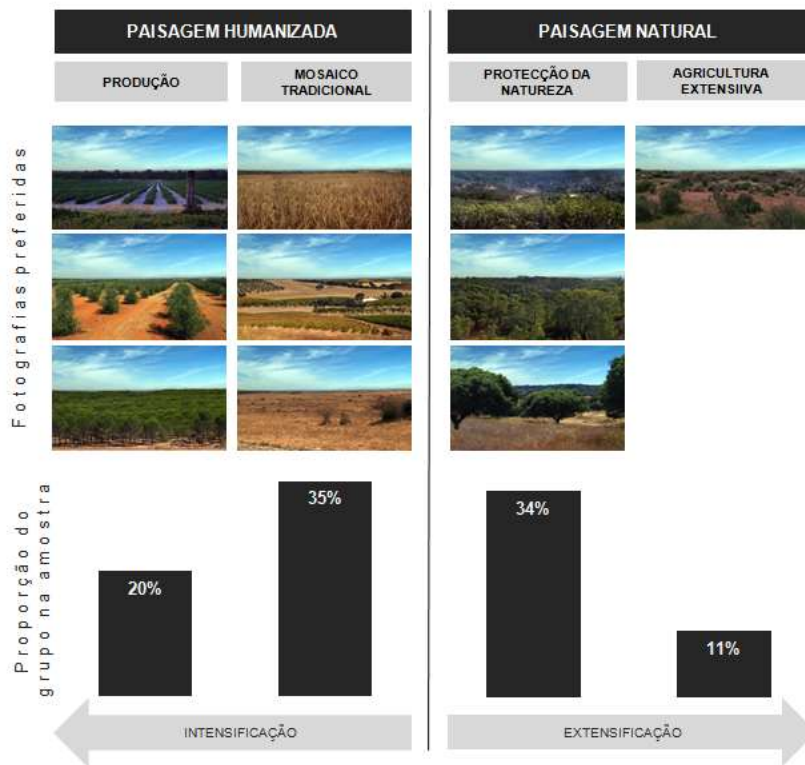 PAISAGEM HUMANIZADA
PAISAGEM NATURAL
PRODUÇÃO
MOSAICO
TRADICIONAL
PROTECÇÃO DA
NATUREZA
AGRICULTURA
EXTENSIIVA
Fotografias preferidas
Proporção do
grupo na amostra
20%
35%
34%
11%
INTENSIFICAÇÃO
EXTENSIFICAÇÃO